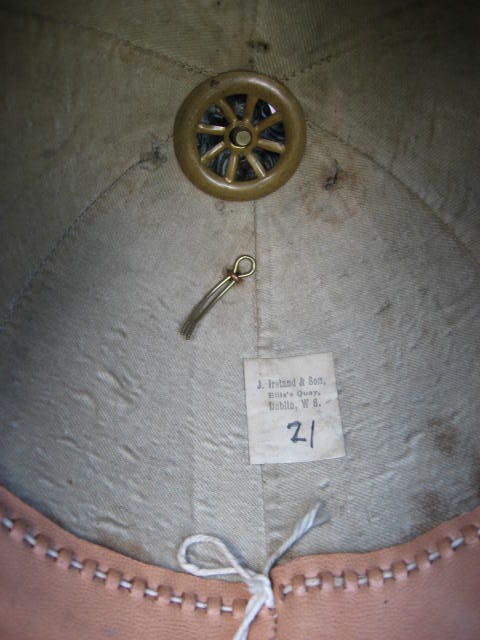 J. Ireland & Son,
Ellis's Quay,
Dublin, W 8.
21